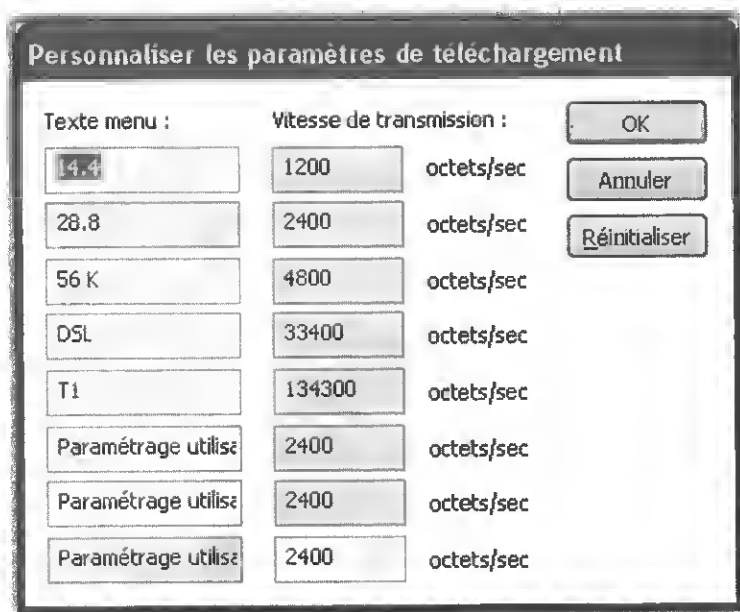 Personnaliser les paramètres de téléchargement
Texte menu : Vitesse de transmission : OK
14.4 1200 octets/sec Annuler
28.8 2400 octets/sec Réinitialiser
56 K 4800 octets/sec
DSL 33400 octets/sec
T1 134300 octets/sec
Paramétrage utilisa 2400 octets/sec
Paramétrage utilisa 2400 octets/sec
Paramétrage utilisa 2400 octets/sec